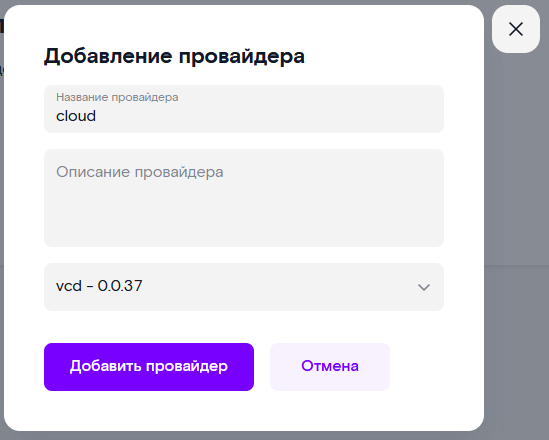 Добавление провайдера
Название провайдера
cloud
Описание провайдера
vcd - 0.0.37
Добавить провайдер
Отмена